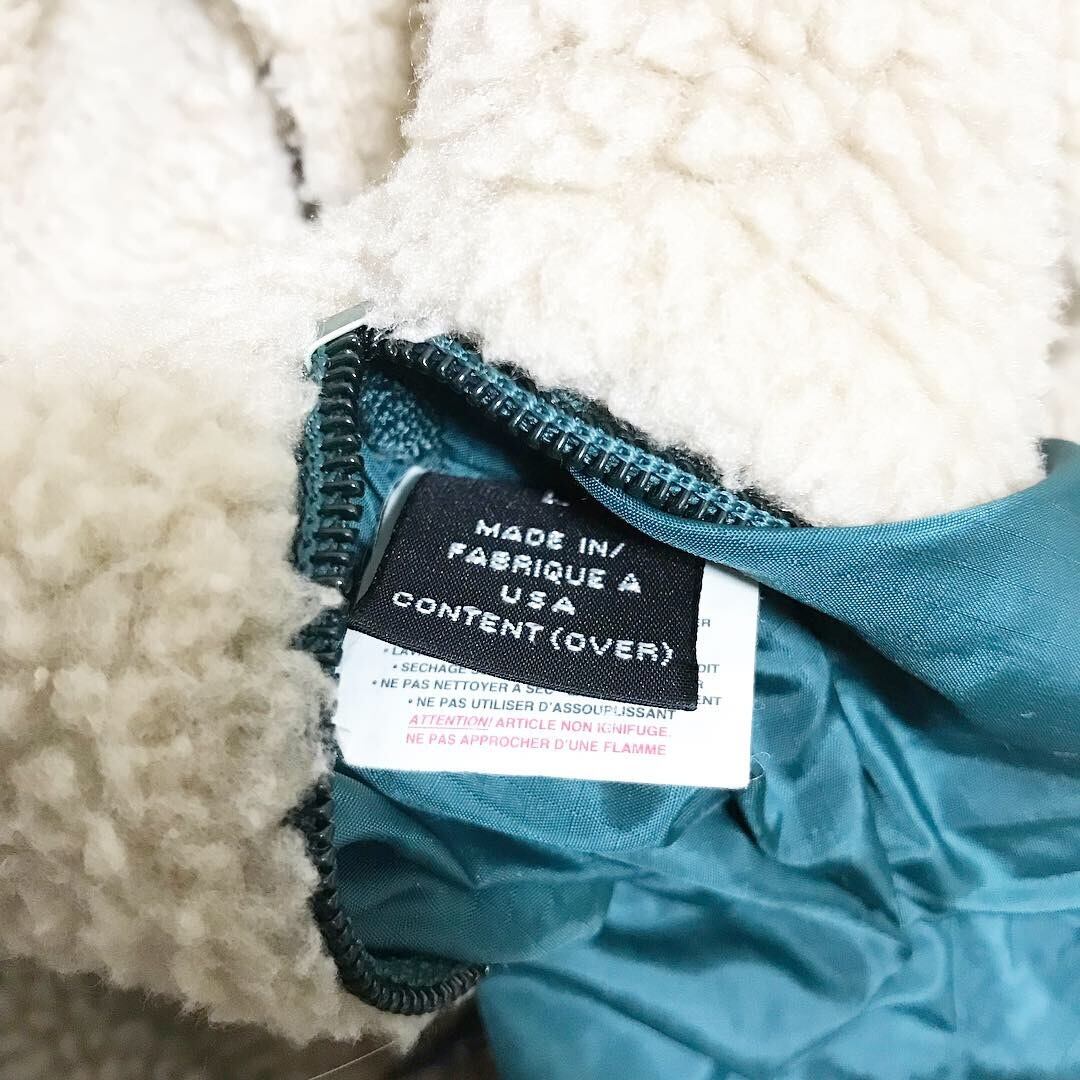 MADE IN/
FABRIQUE A
USA
CONTENT (OVER)
• SECHAGE
• NE PAS NETTOYER A SEC
• NE PAS UTILISER D'ASSOUPLISSANT
ATTENTION! ARTICLE NON IGNIFUGE.
NE PAS APPROCHER D'UNE FLAMME